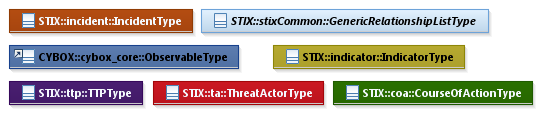 STIX::incident::IncidentType
STIX::stixCommon::GenericRelationshipListType
CYBOX::cybox_core::ObservableType
STIX::indicator::IndicatorType
STIX::ttp::TTPType
STIX::ta::ThreatActorType
STIX::coa::CourseOfActionType